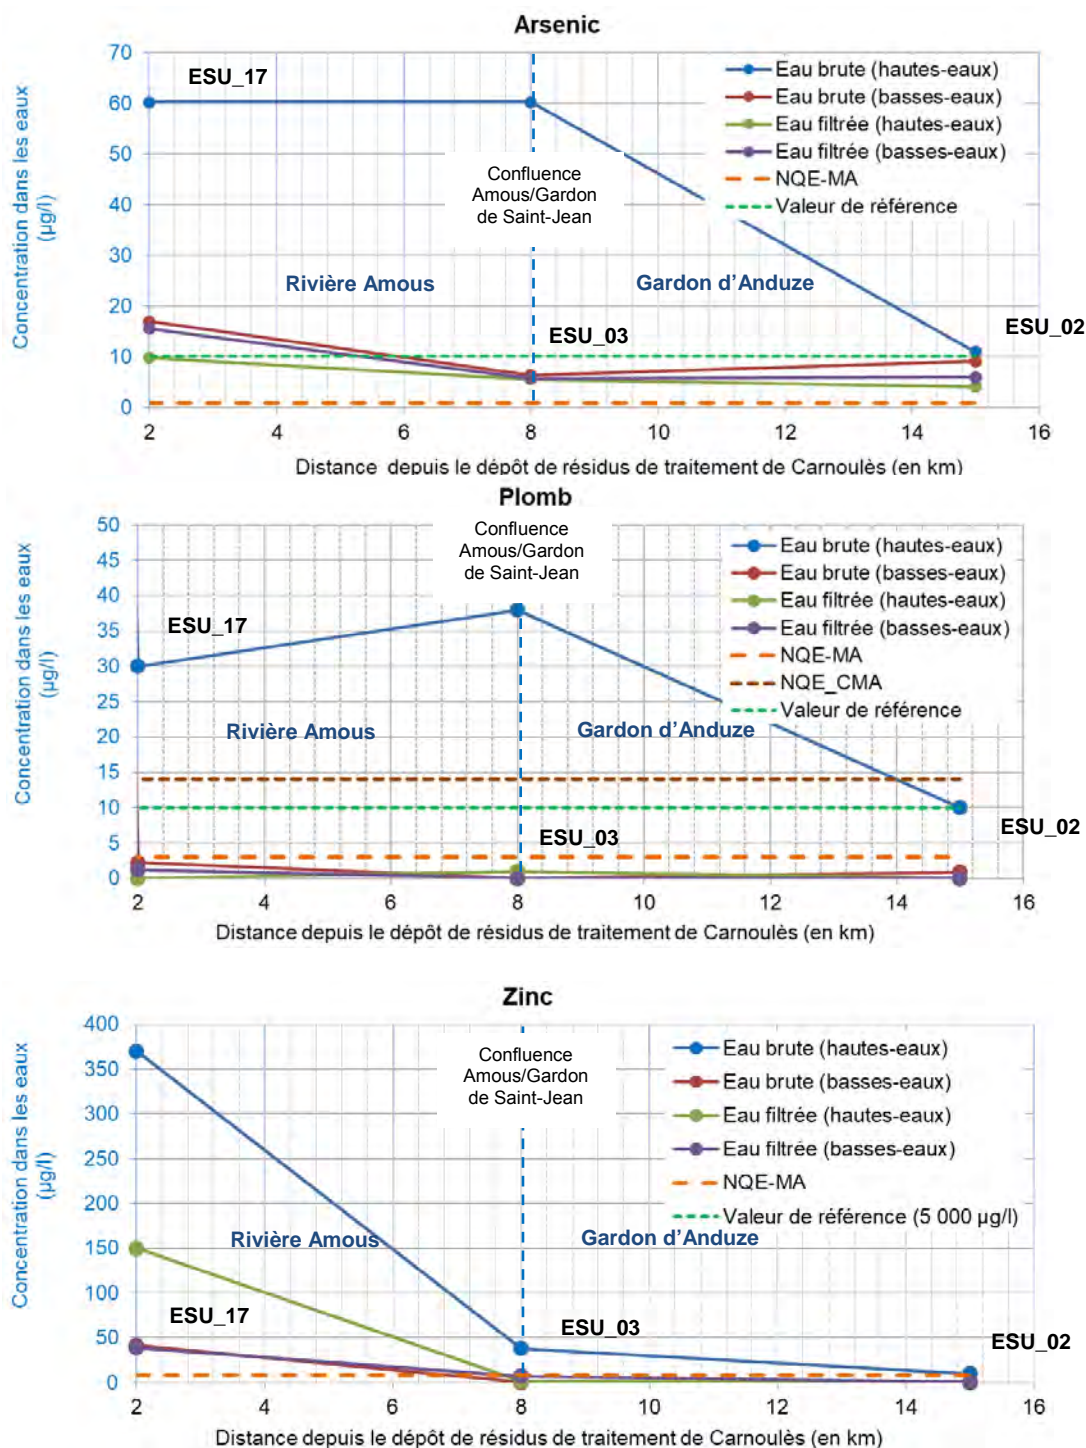 Arsenic
Concentration dans les eaux
(µg/l)
70
60
50
40
30
20
10
0
ESU_17
Confluence
Amous/Gardon
de Saint-Jean
Eau brute (hautes-eaux)
Eau brute (basses-eaux)
Eau filtrée (hautes-eaux)
Eau filtrée (basses-eaux)
NQE-MA
Valeur de référence
Rivière Amous
Gardon d'Anduze
ESU_03
ESU_02
2 4 6 8 10 12 14 16
Distance depuis le dépôt de résidus de traitement de Carnoulès (en km)
Plomb
Concentration dans les eaux
(µg/l)
50
45
40
35
30
25
20
15
10
5
0
Confluence
Amous/Gardon
de Saint-Jean
ESU_17
Eau brute (hautes-eaux)
Eau brute (basses-eaux)
Eau filtrée (hautes-eaux)
Eau filtrée (basses-eaux)
NQE-MA
NQE_CMA
Valeur de référence
Rivière Amous
Gardon d'Anduze
ESU_03
ESU_02
2 4 6 8 10 12 14 16
Distance depuis le dépôt de résidus de traitement de Carnoulès (en km)
Zinc
Concentration dans les eaux
(µg/l)
400
350
300
250
200
150
100
50
0
Confluence
Amous/Gardon
de Saint-Jean
Eau brute (hautes-eaux)
Eau brute (basses-eaux)
Eau filtrée (hautes-eaux)
Eau filtrée (basses-eaux)
NQE-MA
Valeur de référence (5 000 µg/l)
Rivière Amous
Gardon d'Anduze
ESU_17
ESU_03
ESU_02
2 4 6 8 10 12 14 16
Distance depuis le dépôt de résidus de traitement de Carnoulès (en km)